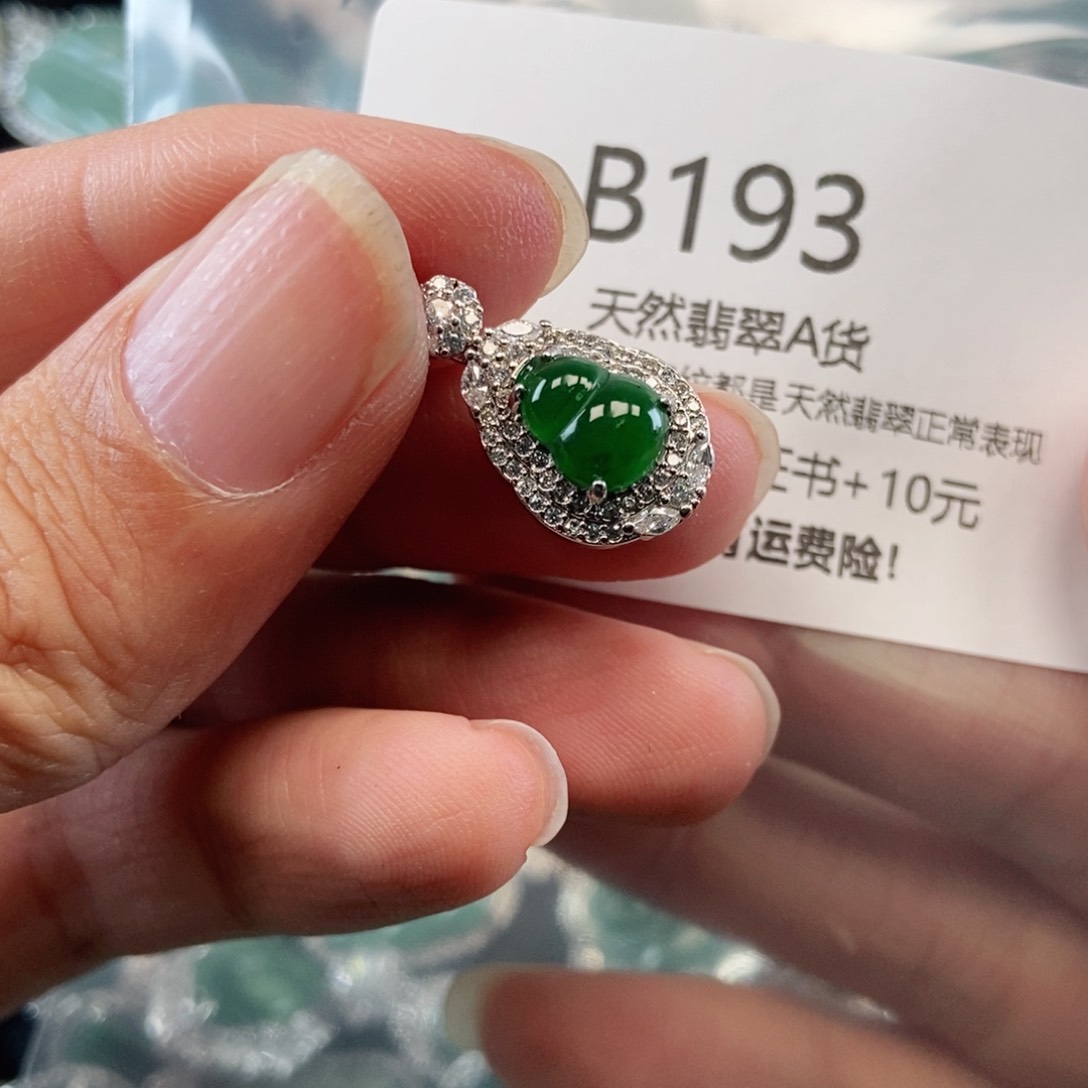 B193
天然翡翠A货
都是天然翡翠正常表现
证书+10元
运费险!